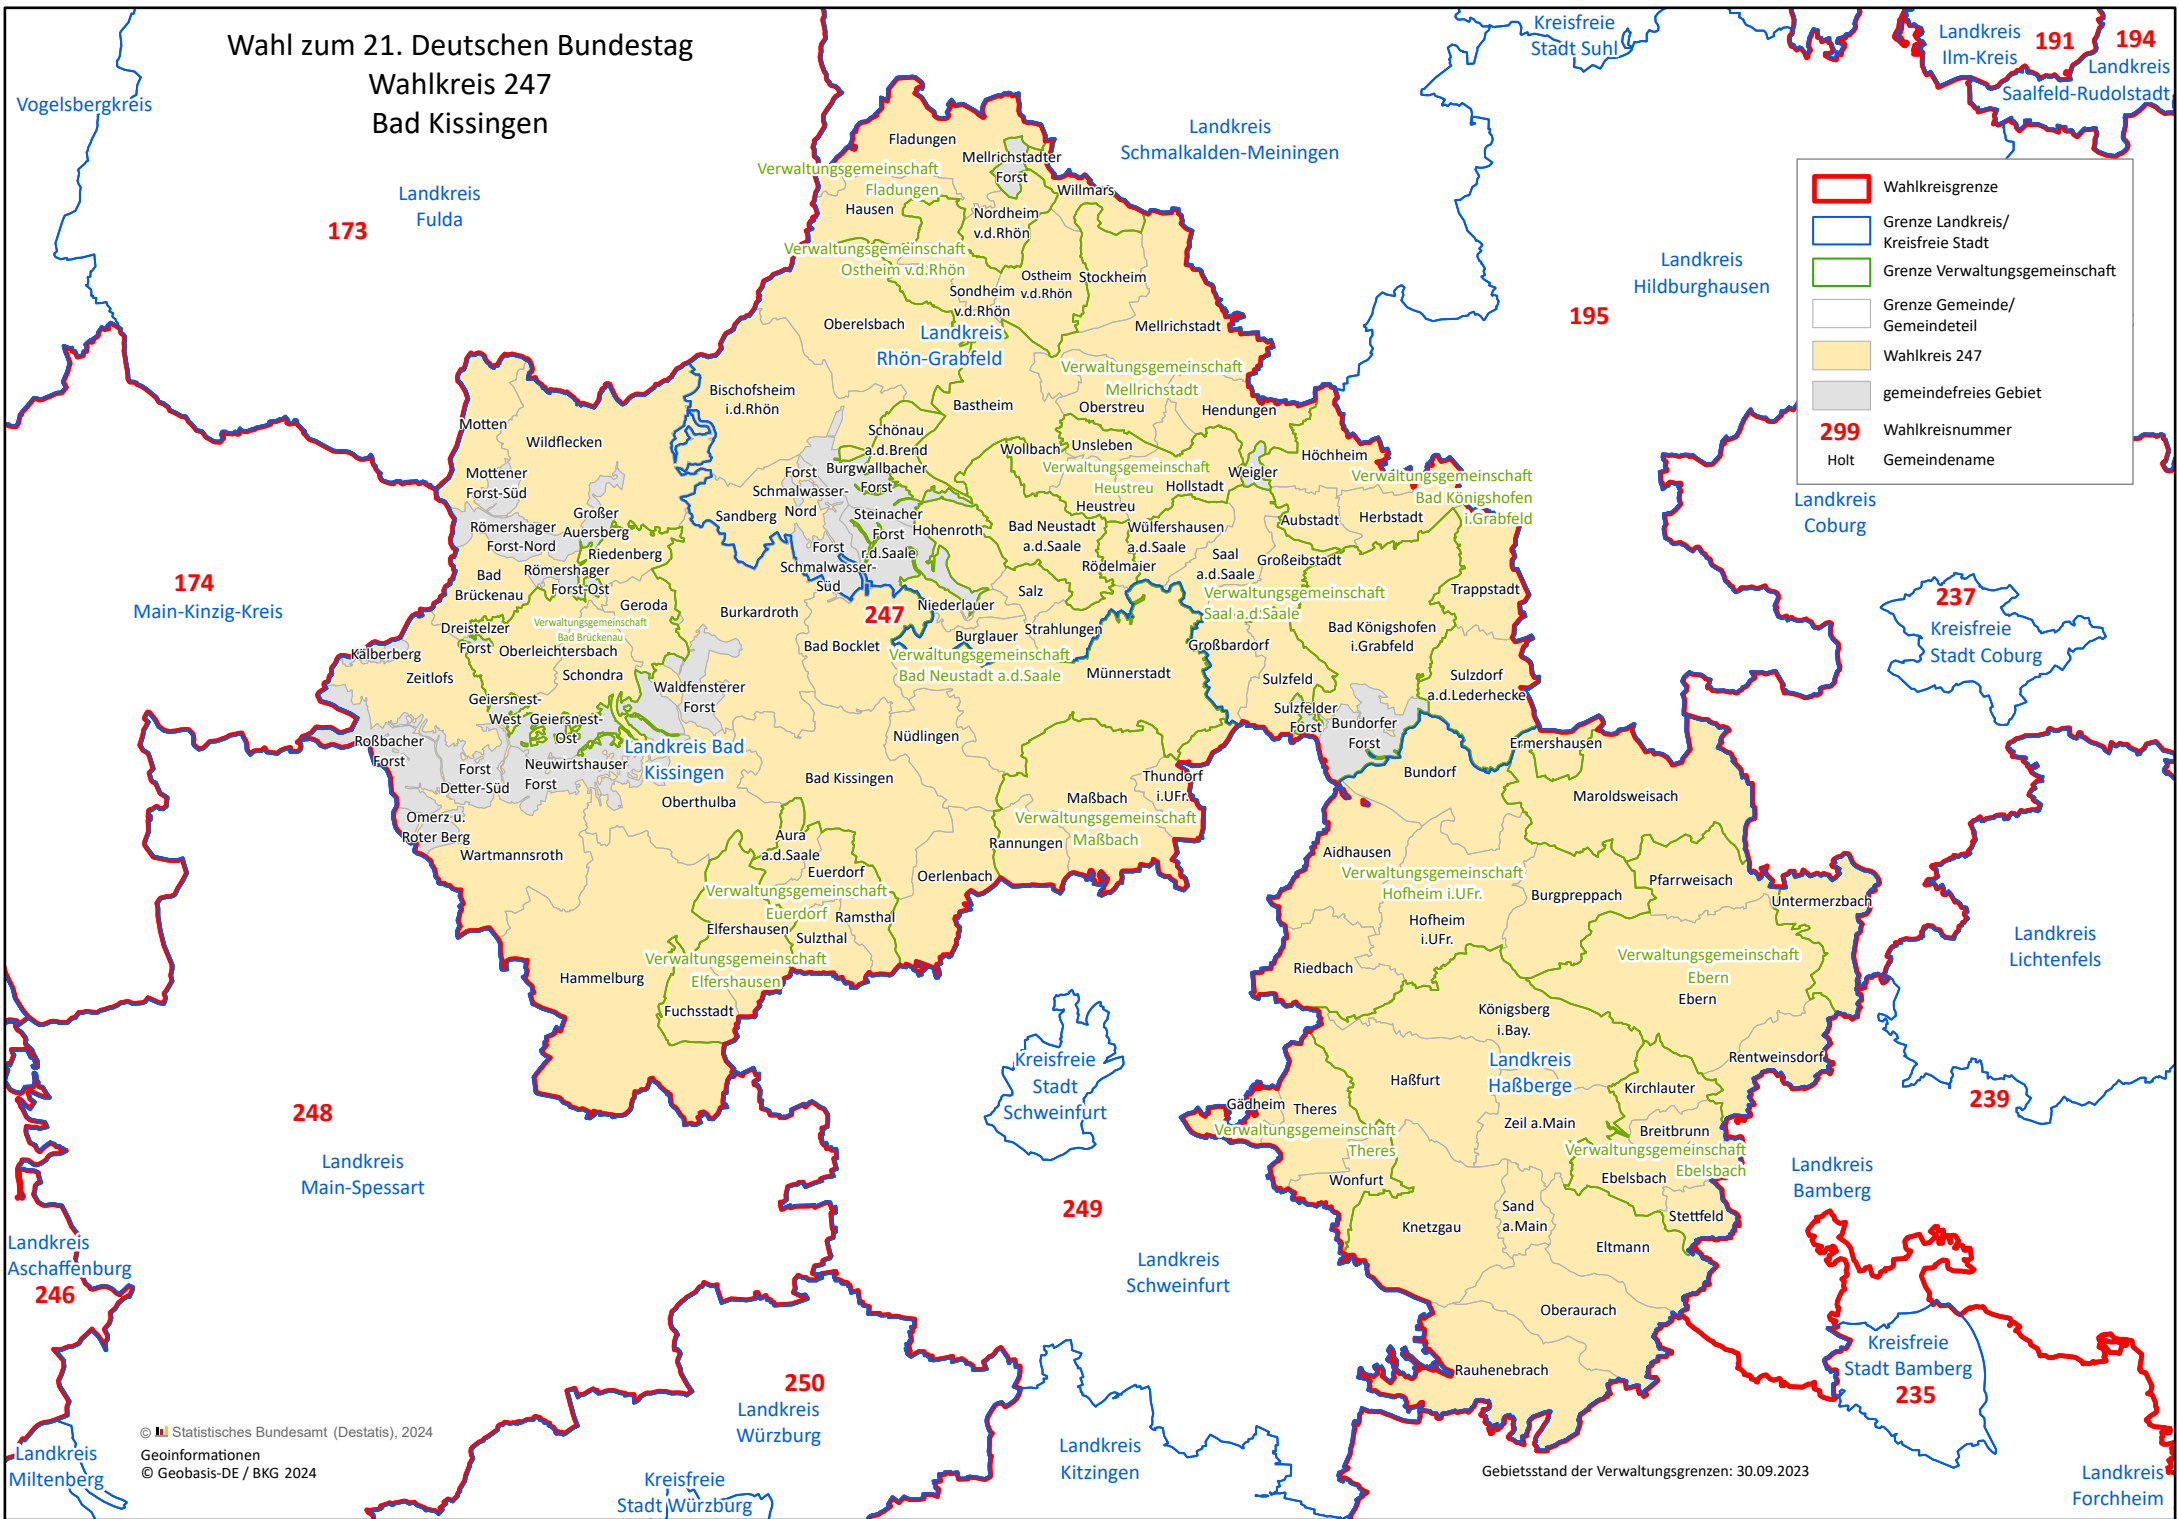 Wahl zum 21. Deutschen Bundestag
Wahlkreis 247
Bad Kissingen
Vogelsbergkreis
Landkreis
Fulda
173
Landkreis
Schmalkalden-Meiningen
Kreisfreie
Stadt Suhl
Landkreis
Ilm-Kreis
191
194
Landkreis
Saalfeld-Rudolstadt
Landkreis
Hildburghausen
195
Wahlkreisgrenze
Grenze Landkreis/
Kreisfreie Stadt
Grenze Verwaltungsgemeinschaft
Grenze Gemeinde/
Gemeindeteil
Wahlkreis 247
gemeindefreies Gebiet
299 Wahlkreisnummer
Holt Gemeindename
Fladungen
Mellrichstadter
Forst
Verwaltungsgemeinschaft
Fladungen
Willmars
Hausen
Nordheim
v.d.Rhön
Verwaltungsgemeinschaft
Ostheim v.d.Rhön
Ostheim
v.d.Rhön
Stockheim
Sondheim
v.d.Rhön
Oberelsbach
Landkreis
Rhön-Grabfeld
Mellrichstadt
Verwaltungsgemeinschaft
Mellrichstadt
Bischofsheim
i.d.Rhön
Bastheim
Oberstreu
Hendungen
Motten
Wildflecken
Schönau
a.d.Brend
Wollbach
Unsleben
Höchheim
Mottener
Forst-Süd
Forst
Schmalwasser-
Nord
Burgwallbacher
Forst
Verwaltungsgemeinschaft
Heustreu
Hollstadt
Weigler
Verwaltungsgemeinschaft
Bad Königshofen
i.Grabfeld
Heustreu
Großer
Auersberg
Römershager
Forst-Nord
Sandberg
Steinacher
Forst
r.d.Saale
Hohenroth
Bad Neustadt
a.d.Saale
Wülfershausen
a.d.Saale
Aubstadt
Herbstadt
Riedenberg
Forst
Schmalwasser-
Süd
Saal
a.d.Saale
Großeibstadt
Rödelmaier
Bad
Brückenau
Römershager
Forst-Ost
Geroda
Burkardroth
247
Niederlauer
Salz
Verwaltungsgemeinschaft
Saal a.d.Saale
Trappstadt
Dreistelzer
Forst
Verwaltungsgemeinschaft
Bad Brückenau
Oberleichtersbach
Bad Bocklet
Burglauer
Strahlungen
Großbardorf
Bad Königshofen
i.Grabfeld
Kälberberg
Zeitlofs
Schondra
Verwaltungsgemeinschaft
Bad Neustadt a.d.Saale
Münnerstadt
Sulzfeld
Sulzdorf
a.d.Lederhecke
Geiersnest-
West
Geiersnest-
Ost
Waldfensterer
Forst
Sulzfelder
Forst
Bundorfer
Forst
Roßbacher
Forst
Landkreis Bad
Kissingen
Nüdlingen
Ermershausen
Forst
Detter-Süd
Neuwirtshauser
Forst
Bad Kissingen
Thundorf
i.UFr.
Bundorf
Oberthulba
Maßbach
Maroldsweisach
Omerz u.
Roter Berg
Verwaltungsgemeinschaft
Maßbach
Rannungen
Wartmannsroth
Aura
a.d.Saale
Euerdorf
Oerlenbach
Aidhausen
Verwaltungsgemeinschaft
Hofheim i.UFr.
Verwaltungsgemeinschaft
Euerdorf
Pfarrweisach
Burgpreppach
Untermerzbach
Elfershausen
Ramsthal
Sulzthal
Hofheim
i.UFr.
Verwaltungsgemeinschaft
Elfershausen
Hammelburg
Riedbach
Verwaltungsgemeinschaft
Ebern
Ebern
Fuchsstadt
Königsberg
i.Bay.
Landkreis
Haßberge
Rentweinsdorf
Haßfurt
Kirchlauter
Gädheim
Theres
Zeil a.Main
Breitbrunn
Verwaltungsgemeinschaft
Theres
Verwaltungsgemeinschaft
Ebelsbach
Wonfurt
Ebelsbach
Knetzgau
Sand
a.Main
Stettfeld
Eltmann
Oberaurach
Rauhenebrach
174
Main-Kinzig-Kreis
Landkreis
Coburg
237
Kreisfreie
Stadt Coburg
Landkreis
Lichtenfels
239
Kreisfreie
Stadt
Schweinfurt
248
Landkreis
Main-Spessart
249
Landkreis
Schweinfurt
Landkreis
Bamberg
Kreisfreie
Stadt Bamberg
235
Landkreis
Aschaffenburg
246
250
Landkreis
Würzburg
Kreisfreie
Stadt Würzburg
Landkreis
Kitzingen
Landkreis
Miltenberg
Landkreis
Forchheim
© Statistisches Bundesamt (Destatis), 2024
Geoinformationen
© Geobasis-DE / BKG 2024
Gebietsstand der Verwaltungsgrenzen: 30.09.2023